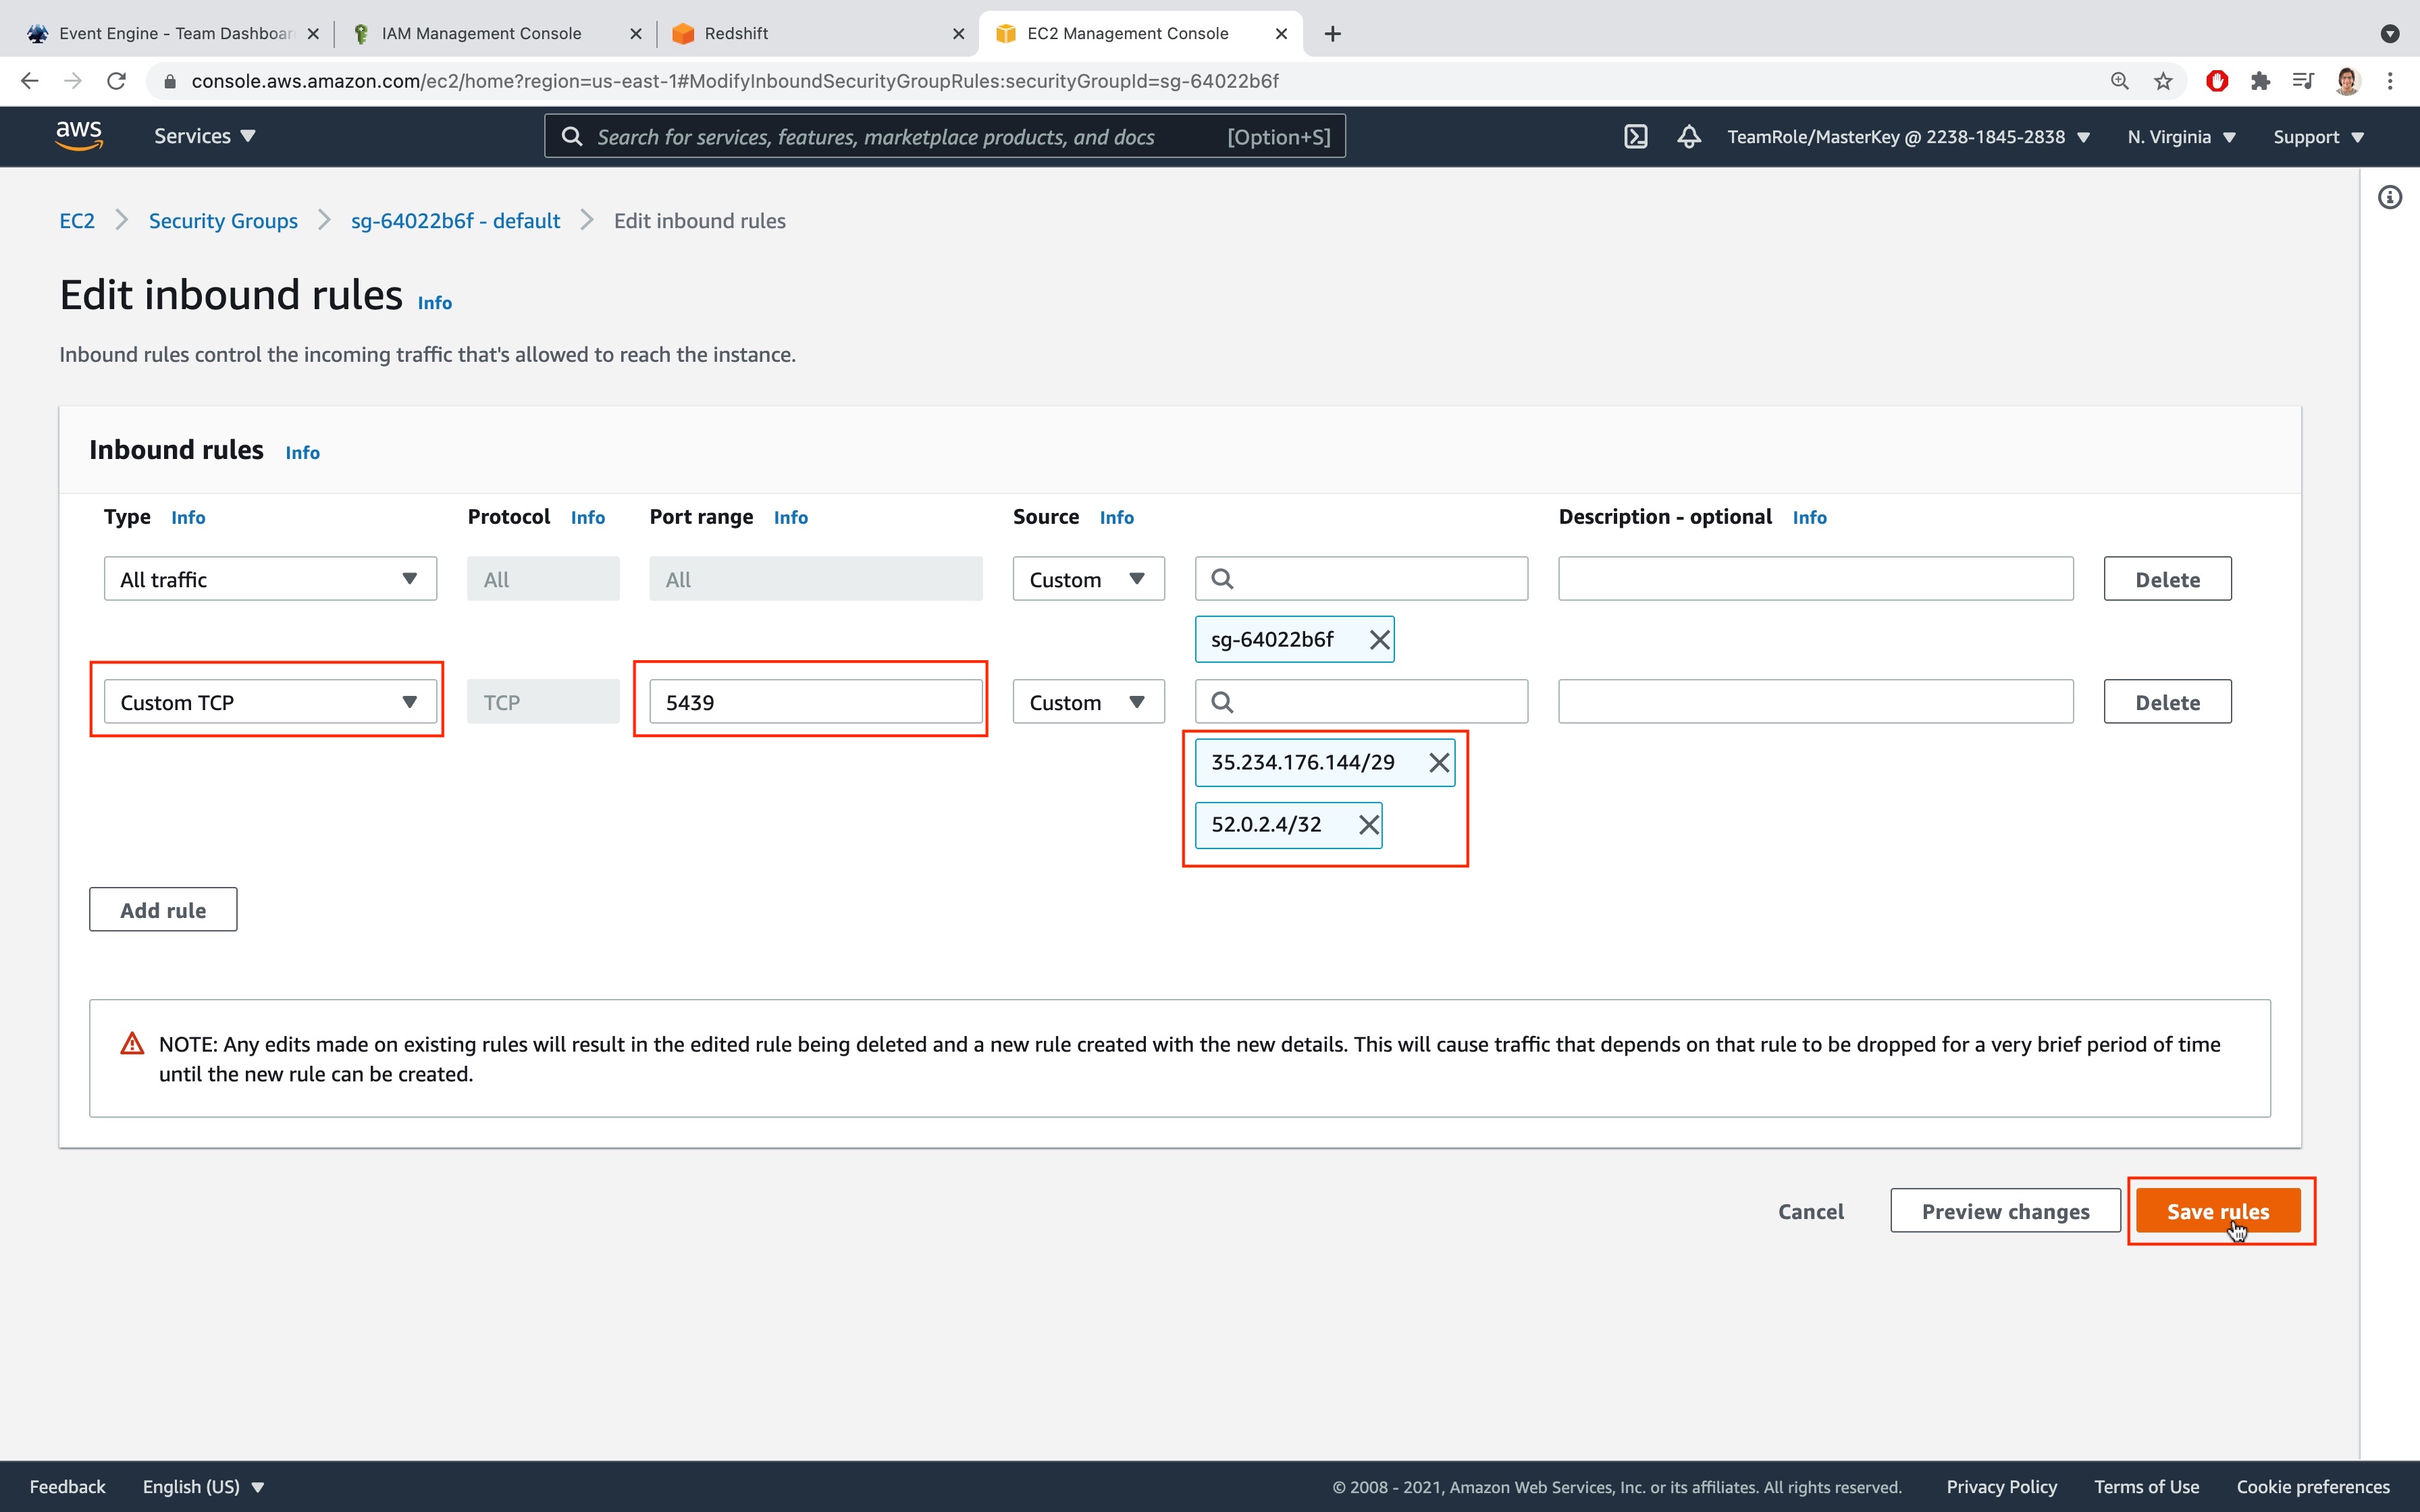 Event Engine - Team Dashboar
IAM Management Console
Redshift
EC2 Management Console
console.aws.amazon.com/ec2/home?region=us-east-1#ModifyInboundSecurityGroupRules:securityGroupId=sg-64022b6f
aws
Services
Search for services, features, marketplace products, and docs [Option+S]
TeamRole/MasterKey @ 2238-1845-2838
N. Virginia
Support
EC2 > Security Groups > sg-64022b6f - default > Edit inbound rules
Edit inbound rules Info
Inbound rules control the incoming traffic that's allowed to reach the instance.
Inbound rules Info
Type Info Protocol Info Port range Info Source Info Description - optional Info
All traffic All All Custom Delete
sg-64022b6f
Custom TCP TCP 5439 Custom Delete
35.234.176.144/29
52.0.2.4/32
Add rule
NOTE: Any edits made on existing rules will result in the edited rule being deleted and a new rule created with the new details. This will cause traffic that depends on that rule to be dropped for a very brief period of time
until the new rule can be created.
Cancel Preview changes Save rules
Feedback English (US) © 2008 - 2021, Amazon Web Services, Inc. or its affiliates. All rights reserved. Privacy Policy Terms of Use Cookie preferences